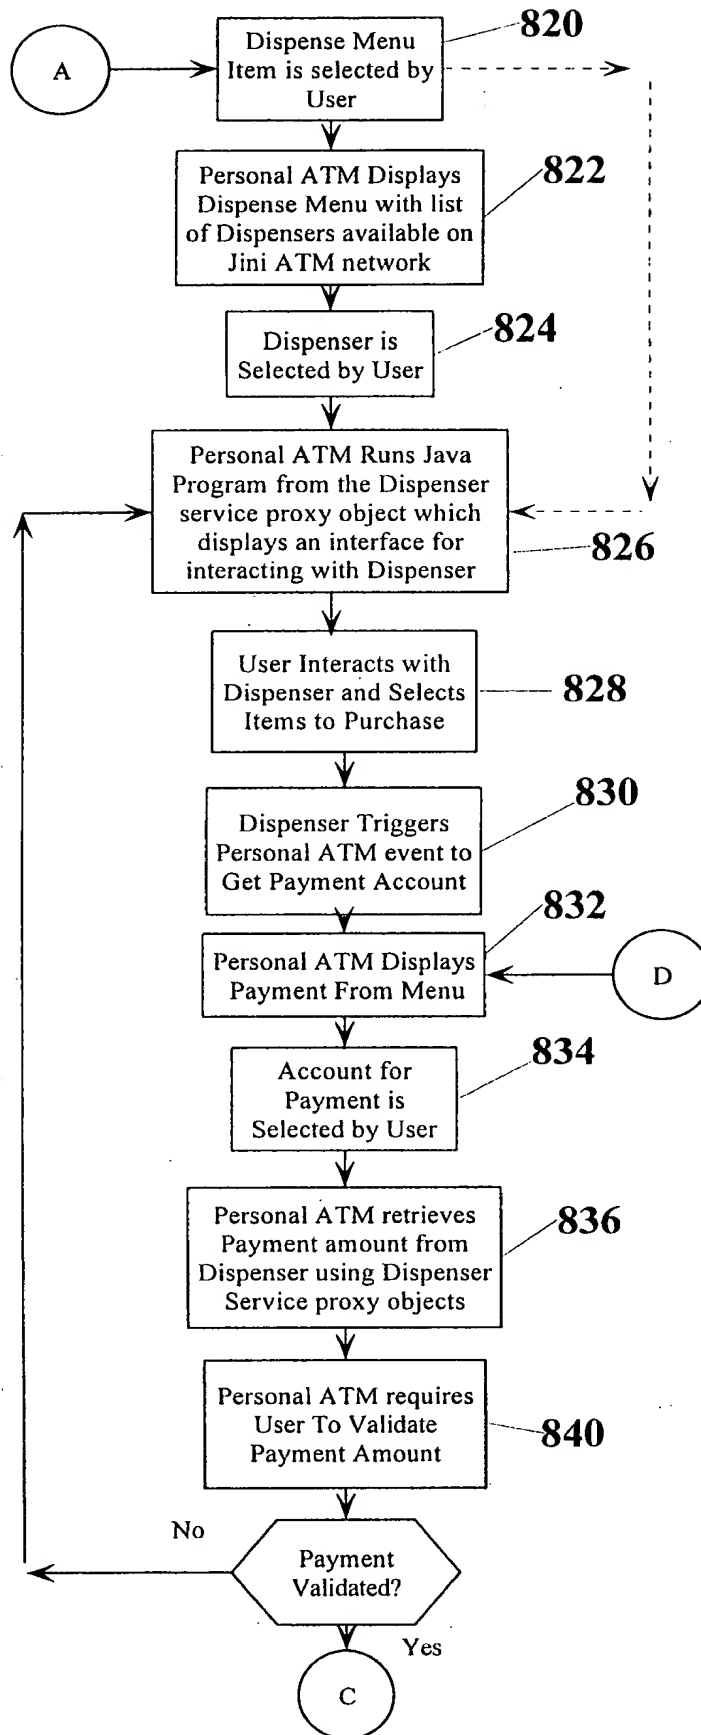 A
Dispense Menu
Item is selected by
User
820
Personal ATM Displays
Dispense Menu with list
of Dispensers available on
Jini ATM network
822
Dispenser is
Selected by User
824
Personal ATM Runs Java
Program from the Dispenser
service proxy object which
displays an interface for
interacting with Dispenser
826
User Interacts with
Dispenser and Selects
Items to Purchase
828
Dispenser Triggers
Personal ATM event to
Get Payment Account
830
Personal ATM Displays
Payment From Menu
832
D
Account for
Payment is
Selected by User
834
Personal ATM retrieves
Payment amount from
Dispenser using Dispenser
Service proxy objects
836
Personal ATM requires
User To Validate
Payment Amount
840
No
Payment
Validated?
Yes
C